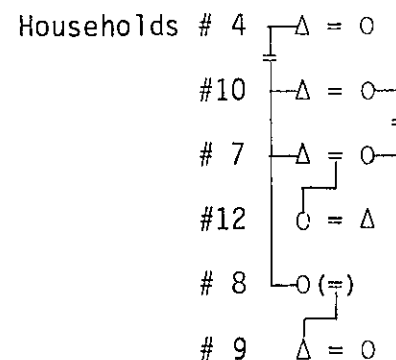 Households # 4 Δ = O
=
#10 Δ = O
=
# 7 Δ = O
#12 O = Δ
# 8 O (=)
# 9 Δ = O